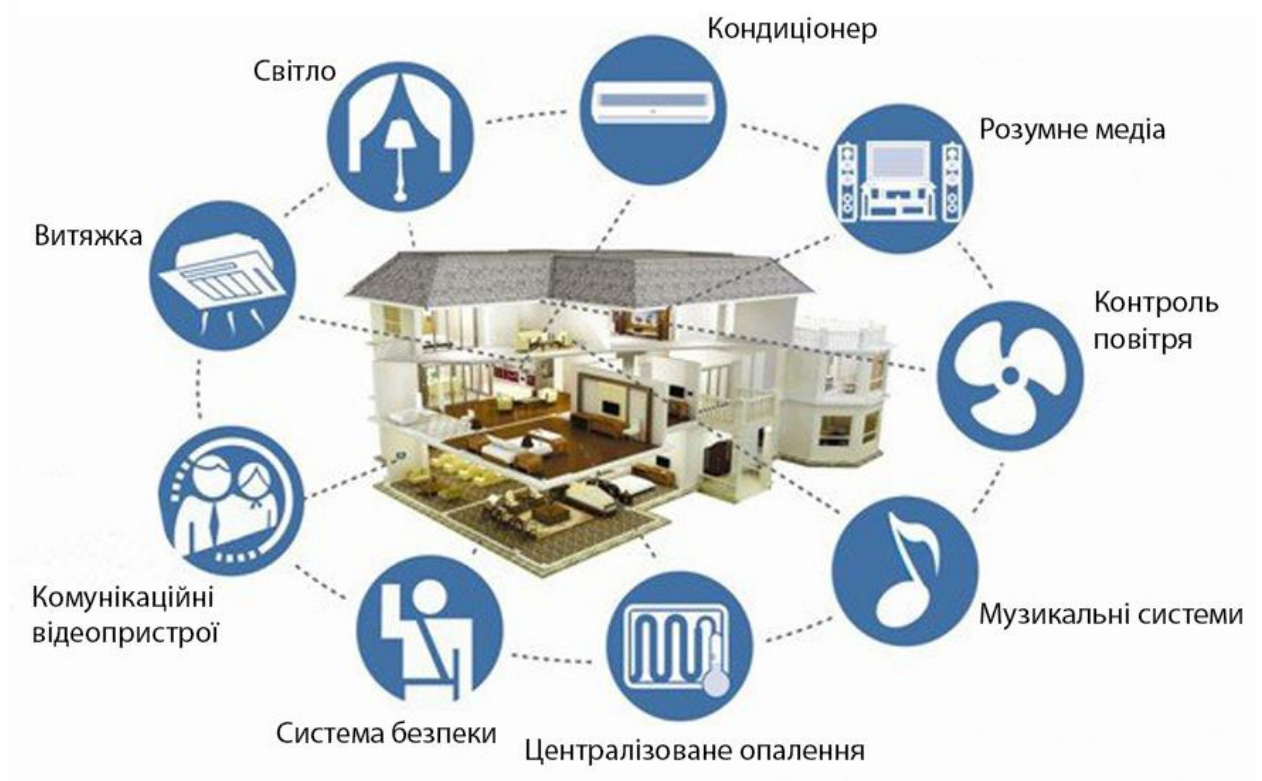 Кондиціонер
Світло
Розумне медіа
Витяжка
Контроль
повітря
Комунікаційні
відеопристрої
Музикальні системи
Система безпеки
Централізоване опалення